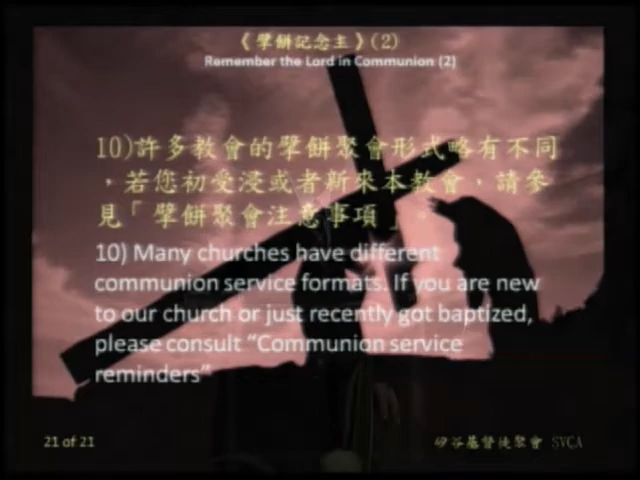 《擘餅記念主》(2)
Remember the Lord in Communion (2)
10)許多教會的擘餅聚會形式略有不同
，若您初受浸或者新來本教會，請參
見「擘餅聚會注意事項」。
10) Many churches have different
communion service formats. If you are new
to our church or just recently got baptized,
please consult “Communion service
reminders”
21 of 21
矽谷基督徒聚會 SVCA